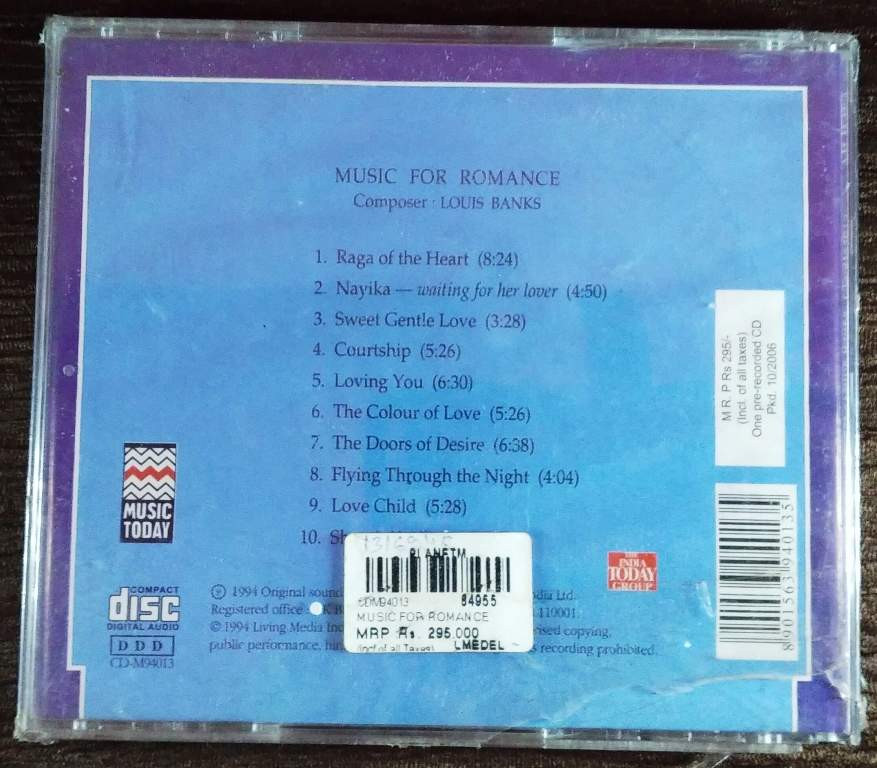 MUSIC FOR ROMANCE
Composer : LOUIS BANKS
1. Raga of the Heart (8:24)
2. Nayika — waiting for her lover (4:50)
3. Sweet Gentle Love (3:28)
4. Courtship (5:26)
5. Loving You (6:30)
6. The Colour of Love (5:26)
7. The Doors of Desire (6:38)
8. Flying Through the Night (4:04)
9. Love Child (5:28)
10.
M.R.P Rs 295/-
(Incl. of all taxes)
One pre-recorded CD
Pkd. 10/2006
MUSIC
TODAY
COMPACT
disc
DIGITAL AUDIO
D D D
CD-M94013
℗ 1994 Original sound
Registered office
© 1994 Living Media
public performance,
dia Ltd.
110001.
ised copying,
recording prohibited.
PLANETM
CDM94013 84955
MUSIC FOR ROMANCE
MRP Rs. 295.000
(Incl of all Taxes) LMEDEL
THE
INDIA
TODAY
GROUP
8901563940135